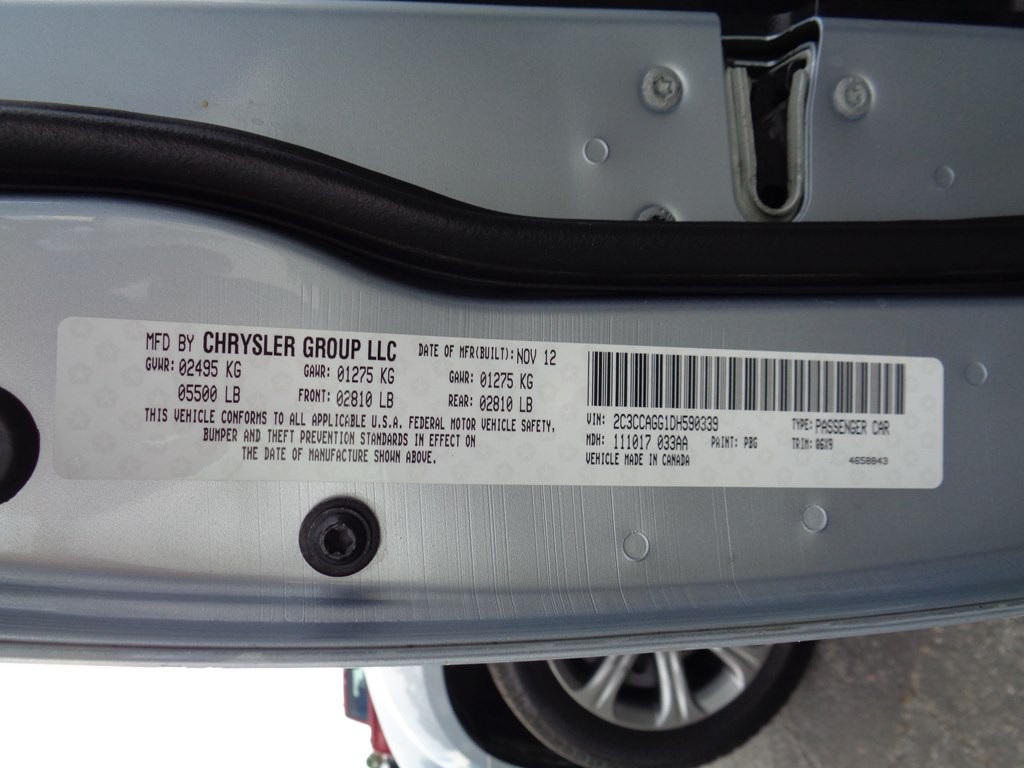 MFD BY CHRYSLER GROUP LLC DATE OF MFR(BUILT): NOV 12
GVWR: 02495 KG GAWR: 01275 KG GAWR: 01275 KG
05500 LB FRONT: 02810 LB REAR: 02810 LB
THIS VEHICLE CONFORMS TO ALL APPLICABLE U.S.A. FEDERAL MOTOR VEHICLE SAFETY,
BUMPER AND THEFT PREVENTION STANDARDS IN EFFECT ON
THE DATE OF MANUFACTURE SHOWN ABOVE.
VIN: 2C3CCAGG1DH590339 TYPE: PASSENGER CAR
MDH: 111017 033AA PAINT: PBG TRIM: 06X9
VEHICLE MADE IN CANADA 4658843